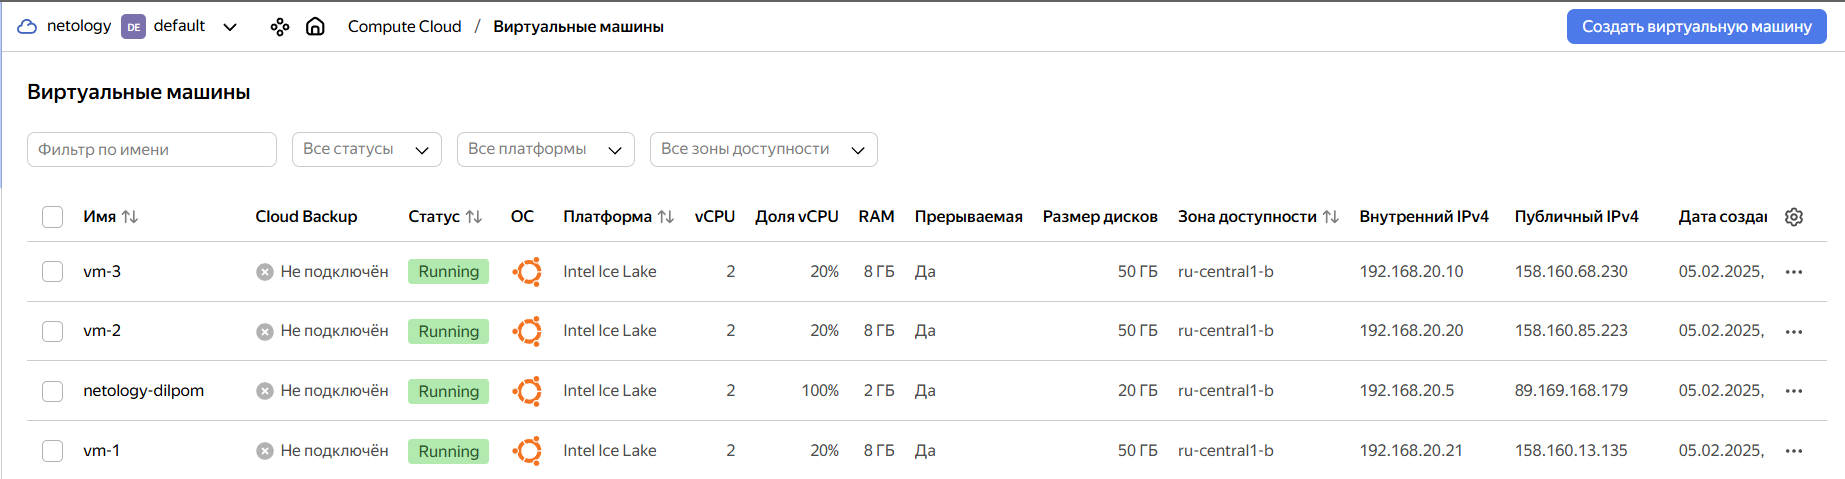 netology DE default Compute Cloud / Виртуальные машины Создать виртуальную машину
Виртуальные машины
Фильтр по имени Все статусы Все платформы Все зоны доступности
Имя Cloud Backup Статус ОС Платформа vCPU Доля vCPU RAM Прерываемая Размер дисков Зона доступности Внутренний IPv4 Публичный IPv4 Дата создан
vm-3 Не подключён Running Intel Ice Lake 2 20% 8 ГБ Да 50 ГБ ru-central1-b 192.168.20.10 158.160.68.230 05.02.2025,
vm-2 Не подключён Running Intel Ice Lake 2 20% 8 ГБ Да 50 ГБ ru-central1-b 192.168.20.20 158.160.85.223 05.02.2025,
netology-dilpom Не подключён Running Intel Ice Lake 2 100% 2 ГБ Да 20 ГБ ru-central1-b 192.168.20.5 89.169.168.179 05.02.2025,
vm-1 Не подключён Running Intel Ice Lake 2 20% 8 ГБ Да 50 ГБ ru-central1-b 192.168.20.21 158.160.13.135 05.02.2025,